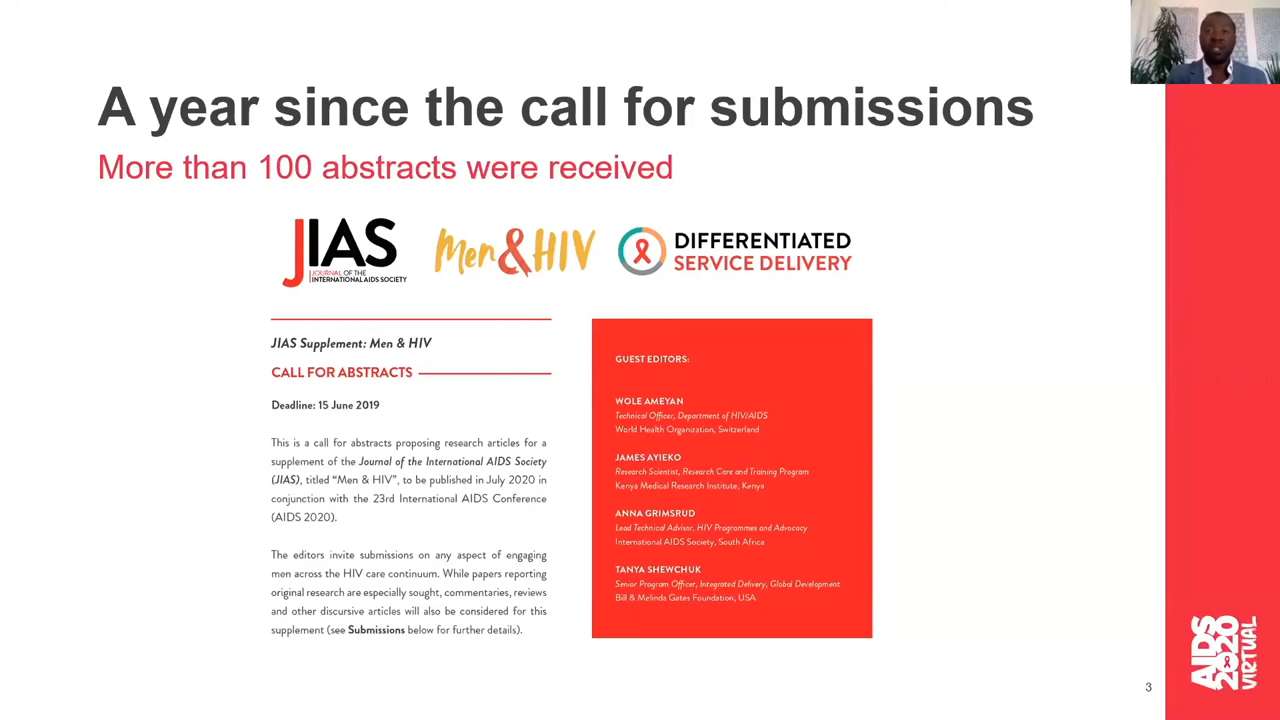 A year since the call for submissions
More than 100 abstracts were received
JIAS
JOURNAL OF THE
INTERNATIONAL AIDS SOCIETY
Men & HIV
DIFFERENTIATED
SERVICE DELIVERY
JIAS Supplement: Men & HIV
CALL FOR ABSTRACTS
Deadline: 15 June 2019
This is a call for abstracts proposing research articles for a
supplement of the Journal of the International AIDS Society
(JIAS), titled “Men & HIV”, to be published in July 2020 in
conjunction with the 23rd International AIDS Conference
(AIDS 2020).
The editors invite submissions on any aspect of engaging
men across the HIV care continuum. While papers reporting
original research are especially sought, commentaries, reviews
and other discursive articles will also be considered for this
supplement (see Submissions below for further details).
GUEST EDITORS:
WOLE AMEYAN
Technical Officer, Department of HIV/AIDS
World Health Organization, Switzerland
JAMES AYIEKO
Research Scientist, Research Care and Training Program
Kenya Medical Research Institute, Kenya
ANNA GRIMSRUD
Lead Technical Advisor, HIV Programmes and Advocacy
International AIDS Society, South Africa
TANYA SHEWCHUK
Senior Program Officer, Integrated Delivery, Global Development
Bill & Melinda Gates Foundation, USA
AIDS
2020
VIRTUAL
3